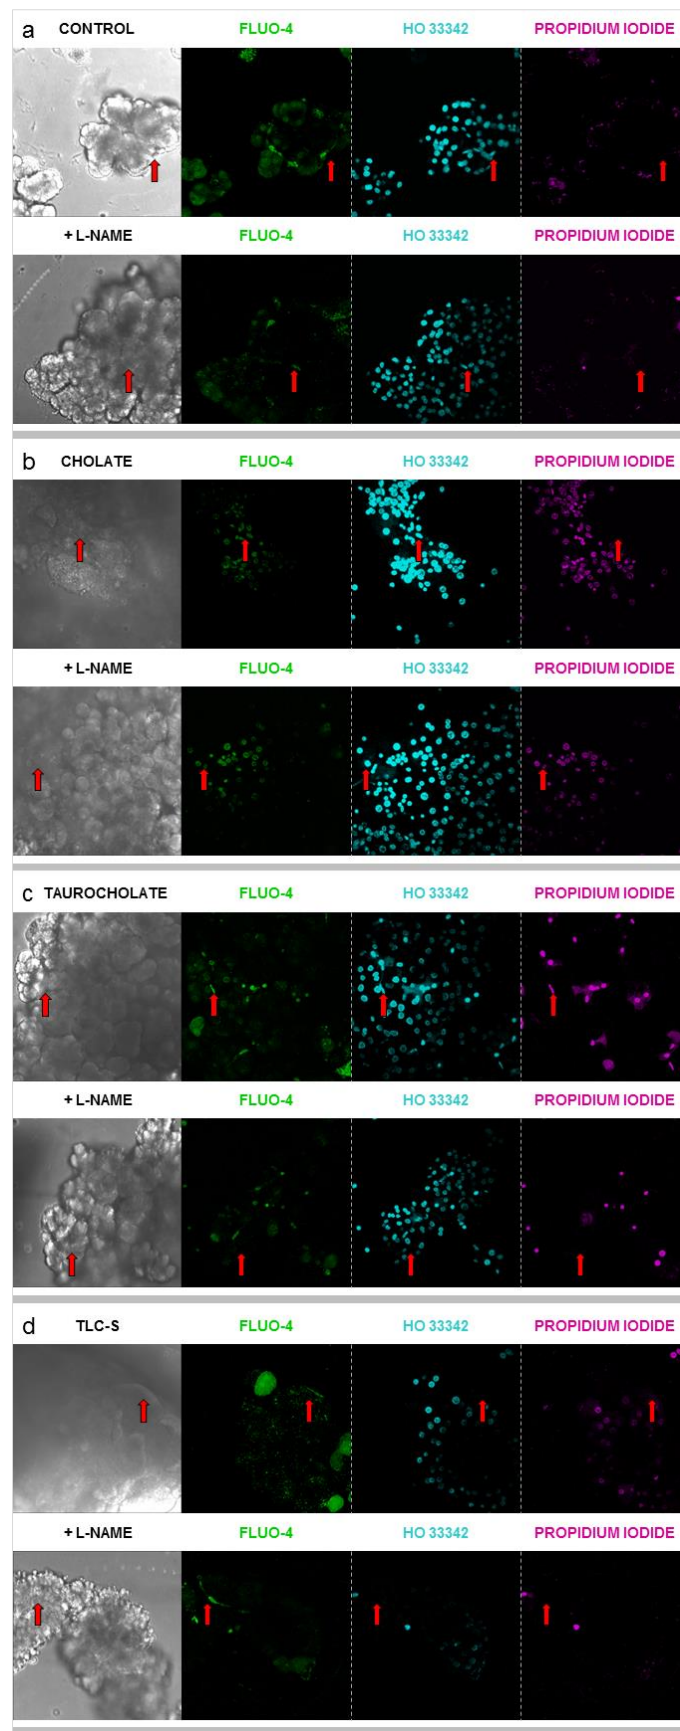 a CONTROL FLUO-4 HO 33342 PROPIDIUM IODIDE
+ L-NAME FLUO-4 HO 33342 PROPIDIUM IODIDE
b CHOLATE FLUO-4 HO 33342 PROPIDIUM IODIDE
+ L-NAME FLUO-4 HO 33342 PROPIDIUM IODIDE
c TAUROCHOLATE FLUO-4 HO 33342 PROPIDIUM IODIDE
+ L-NAME FLUO-4 HO 33342 PROPIDIUM IODIDE
d TLC-S FLUO-4 HO 33342 PROPIDIUM IODIDE
+ L-NAME FLUO-4 HO 33342 PROPIDIUM IODIDE